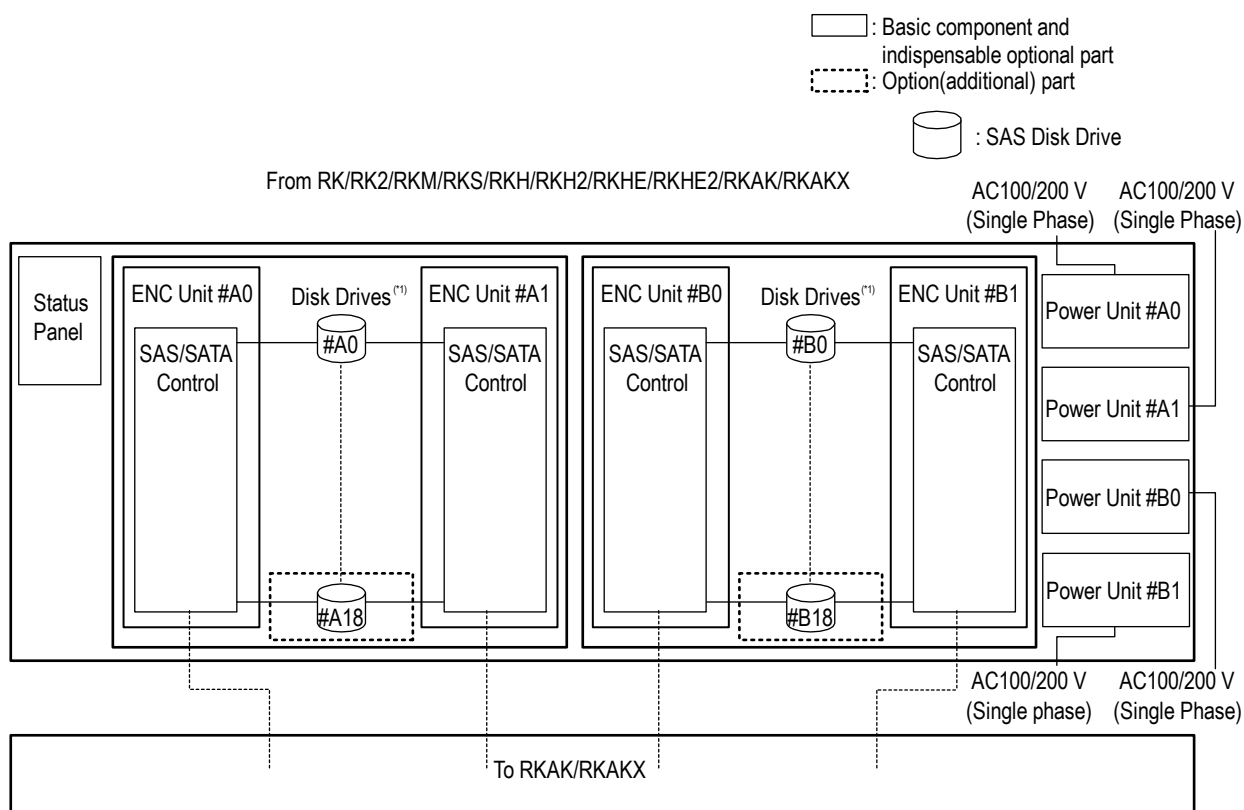 : Basic component and
indispensable optional part
: Option(additional) part
: SAS Disk Drive
From RK/RK2/RKM/RKS/RKH/RKH2/RKHE/RKHE2/RKAK/RKAKX
AC100/200 V
(Single Phase)
AC100/200 V
(Single Phase)
Status
Panel
ENC Unit #A0
SAS/SATA
Control
Disk Drives(*1)
#A0
#A18
ENC Unit #A1
SAS/SATA
Control
ENC Unit #B0
SAS/SATA
Control
Disk Drives(*1)
#B0
#B18
ENC Unit #B1
SAS/SATA
Control
Power Unit #A0
Power Unit #A1
Power Unit #B0
Power Unit #B1
AC100/200 V
(Single phase)
AC100/200 V
(Single Phase)
To RKAK/RKAKX